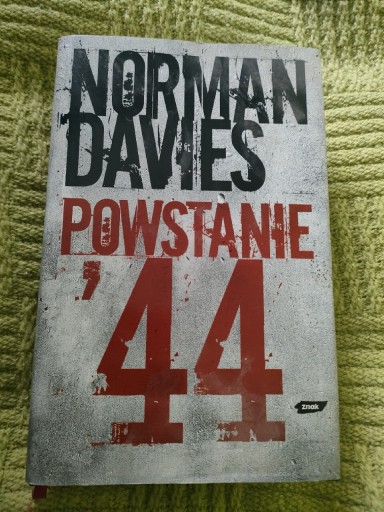 NORMAN
DAVIES
POWSTANIE
'44
znak